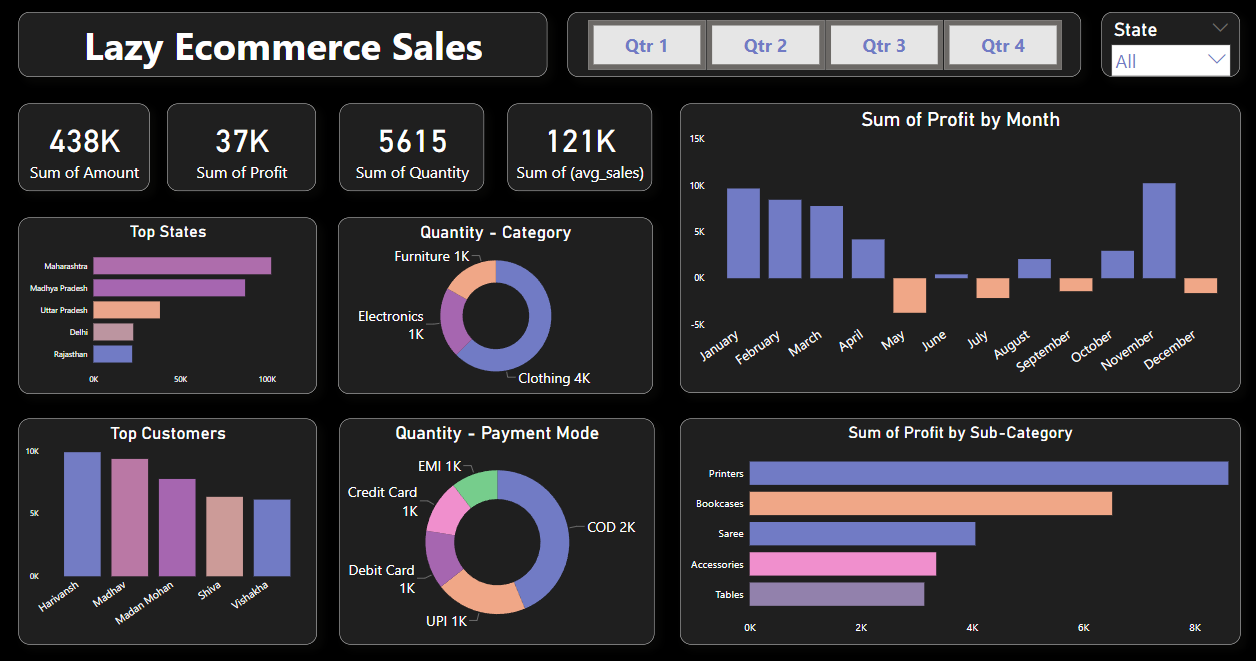 Lazy Ecommerce Sales
Qtr 1
Qtr 2
Qtr 3
Qtr 4
State
All
438K
Sum of Amount
37K
Sum of Profit
5615
Sum of Quantity
121K
Sum of (avg_sales)
Sum of Profit by Month
15K
10K
5K
0K
-5K
January
February
March
April
May
June
July
August
September
October
November
December
Top States
Maharashtra
Madhya Pradesh
Uttar Pradesh
Delhi
Rajasthan
0K
50K
100K
Quantity - Category
Furniture 1K
Electronics
1K
Clothing 4K
Top Customers
10K
5K
0K
Harivansh
Madhav
Madan Mohan
Shiva
Vishakha
Quantity - Payment Mode
EMI 1K
Credit Card
1K
COD 2K
Debit Card
1K
UPI 1K
Sum of Profit by Sub-Category
Printers
Bookcases
Saree
Accessories
Tables
0K
2K
4K
6K
8K